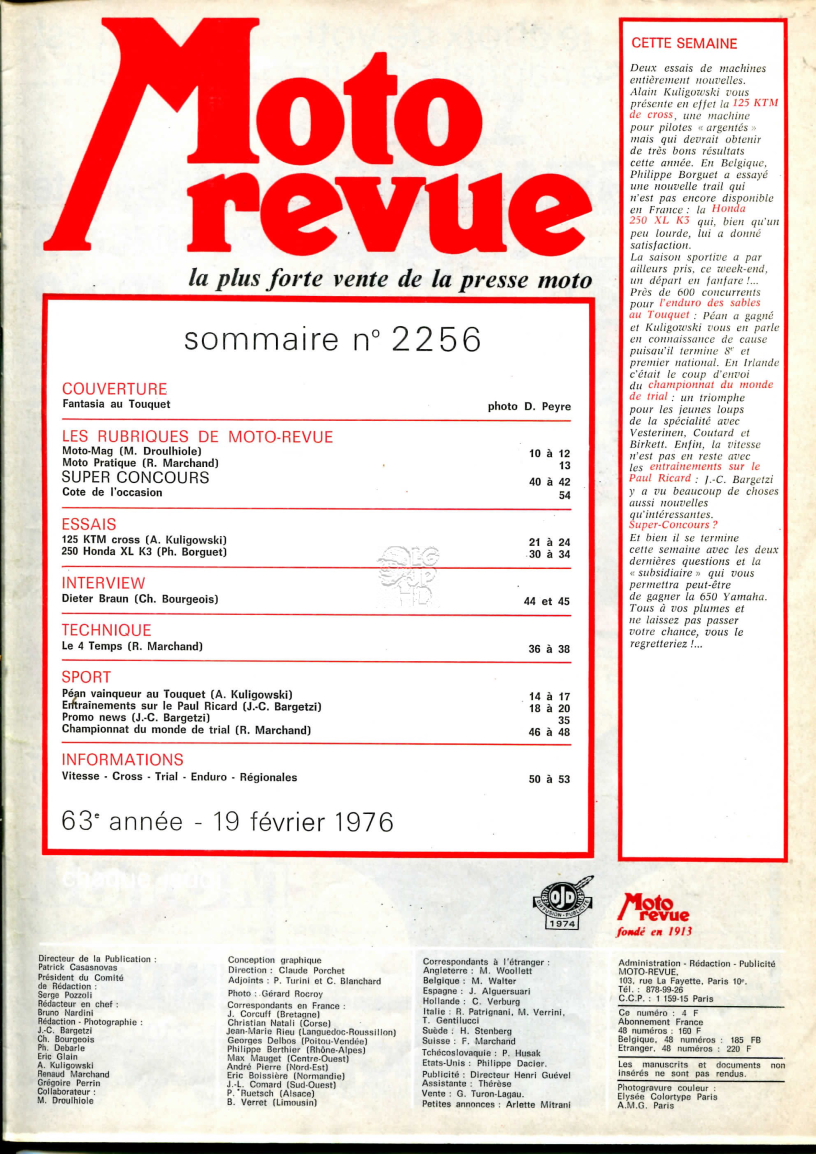 Moto
revue
la plus forte vente de la presse moto
sommaire n° 2256
COUVERTURE
Fantasia au Touquet photo D. Peyre
LES RUBRIQUES DE MOTO-REVUE
Moto-Mag (M. Droulhiole) 10 à 12
Moto Pratique (R. Marchand) 13
SUPER CONCOURS 40 à 42
Cote de l'occasion 54
ESSAIS
125 KTM cross (A. Kuligowski) 21 à 24
250 Honda XL K3 (Ph. Borguet) 30 à 34
INTERVIEW
Dieter Braun (Ch. Bourgeois) 44 et 45
TECHNIQUE
Le 4 Temps (R. Marchand) 36 à 38
SPORT
Péan vainqueur au Touquet (A. Kuligowski) 14 à 17
Entrainements sur le Paul Ricard (J.-C. Bargetzi) 18 à 20
Promo news (J.-C. Bargetzi) 35
Championnat du monde de trial (R. Marchand) 46 à 48
INFORMATIONS
Vitesse - Cross - Trial - Enduro - Régionales 50 à 53
63e année - 19 février 1976
CETTE SEMAINE
Deux essais de machines
entièrement nouvelles.
Alain Kuligowski vous
présente en effet la 125 KTM
de cross, une machine
pour pilotes « argentés »
mais qui devrait obtenir
de très bons résultats
cette année. En Belgique,
Philippe Borguet a essayé
une nouvelle trail qui
n'est pas encore disponible
en France : la Honda
250 XL K3 qui, bien qu'un
peu lourde, lui a donné
satisfaction.
La saison sportive a par
ailleurs pris, ce week-end,
un départ en fanfare !...
Près de 600 concurrents
pour l'enduro des sables
au Touquet : Péan a gagné
et Kuligowski vous en parle
en connaissance de cause
puisqu'il termine 8e et
premier national. En Irlande
c'était le coup d'envoi
du championnat du monde
de trial : un triomphe
pour les jeunes loups
de la spécialité avec
Vesterinen, Coutard et
Birkett. Enfin, la vitesse
n'est pas en reste avec
les entraînements sur le
Paul Ricard : J.-C. Bargetzi
y a vu beaucoup de choses
aussi nouvelles
qu'intéressantes.
Super-Concours ?
Et bien il se termine
cette semaine avec les deux
dernières questions et la
« subsidiaire » qui vous
permettra peut-être
de gagner la 650 Yamaha.
Tous à vos plumes et
ne laissez pas passer
votre chance, vous le
regretteriez !...
OJD
DIFFUSION-PUBLICITÉ
1974
Moto
revue
fondé en 1913
Directeur de la Publication :
Patrick Casasnovas
Président du Comité
de Rédaction :
Serge Pozzoli
Rédacteur en chef :
Bruno Nardini
Rédaction - Photographie :
J.-C. Bargetzi
Ch. Bourgeois
Ph. Debarle
Eric Glain
A. Kuligowski
Renaud Marchand
Grégoire Perrin
Collaborateur :
M. Droulhiole
Conception graphique
Direction : Claude Porchet
Adjoints : P. Turini et C. Blanchard
Photo : Gérard Rocroy
Correspondants en France :
J. Corcuff (Bretagne)
Christian Natali (Corse)
Jean-Marie Rieu (Languedoc-Roussillon)
Georges Delbos (Poitou-Vendée)
Philippe Berthier (Rhône-Alpes)
Max Mauget (Centre-Ouest)
André Pierre (Nord-Est)
Eric Boissière (Normandie)
J.-L. Comard (Sud-Ouest)
P. Ruetsch (Alsace)
B. Verret (Limousin)
Correspondants à l'étranger :
Angleterre : M. Woollett
Belgique : M. Walter
Espagne : J. Alguersuari
Hollande : C. Verburg
Italie : R. Patrignani, M. Verrini,
T. Gentilucci
Suède : H. Stenberg
Suisse : F. Marchand
Tchécoslovaquie : P. Husak
Etats-Unis : Philippe Dacier.
Publicité : Directeur Henri Guével
Assistante : Thérèse
Vente : G. Turon-Lagau.
Petites annonces : Arlette Mitrani
Administration - Rédaction - Publicité
MOTO-REVUE.
103, rue La Fayette, Paris 10e.
Tél. : 878-99-26
C.C.P. : 1 159-15 Paris
Ce numéro : 4 F
Abonnement France
48 numéros : 160 F
Belgique, 48 numéros : 185 FB
Etranger, 48 numéros : 220 F
Les manuscrits et documents non
insérés ne sont pas rendus.
Photogravure couleur :
Elysée Colortype Paris
A.M.G. Paris